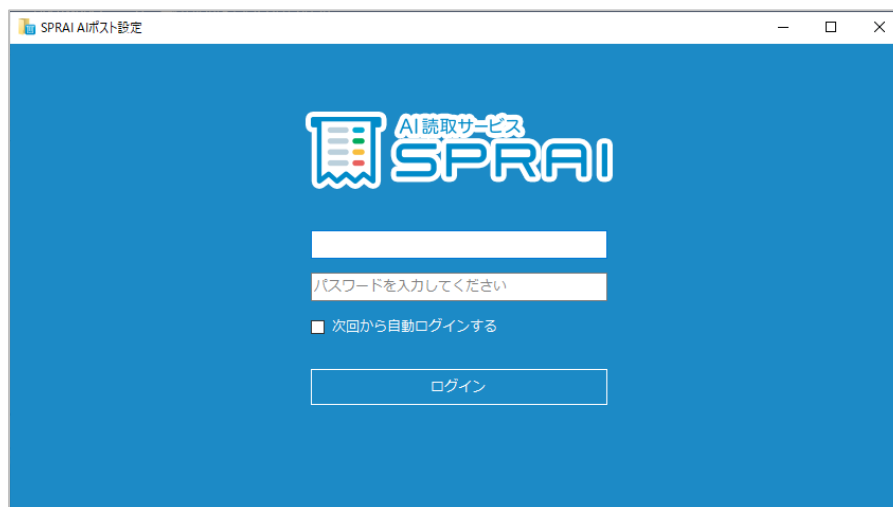 SPRAI AIポスト設定
AI読取サービス
SPRAI
パスワードを入力してください
次回から自動ログインする
ログイン